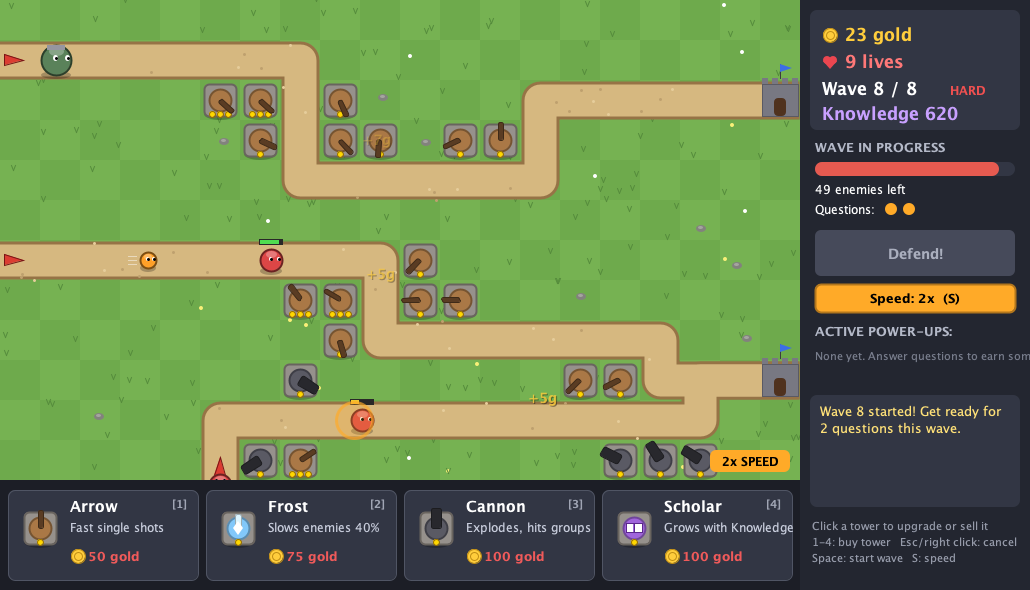 23 gold
9 lives
Wave 8 / 8 HARD
Knowledge 620
WAVE IN PROGRESS
49 enemies left
Questions:
Defend!
Speed: 2x (S)
ACTIVE POWER-UPS:
None yet. Answer questions to earn som
Wave 8 started! Get ready for
2 questions this wave.
Click a tower to upgrade or sell it
1-4: buy tower Esc/right click: cancel
Space: start wave S: speed
+5g
+5g
2x SPEED
Arrow [1]
Fast single shots
50 gold
Frost [2]
Slows enemies 40%
75 gold
Cannon [3]
Explodes, hits groups
100 gold
Scholar [4]
Grows with Knowledge
100 gold